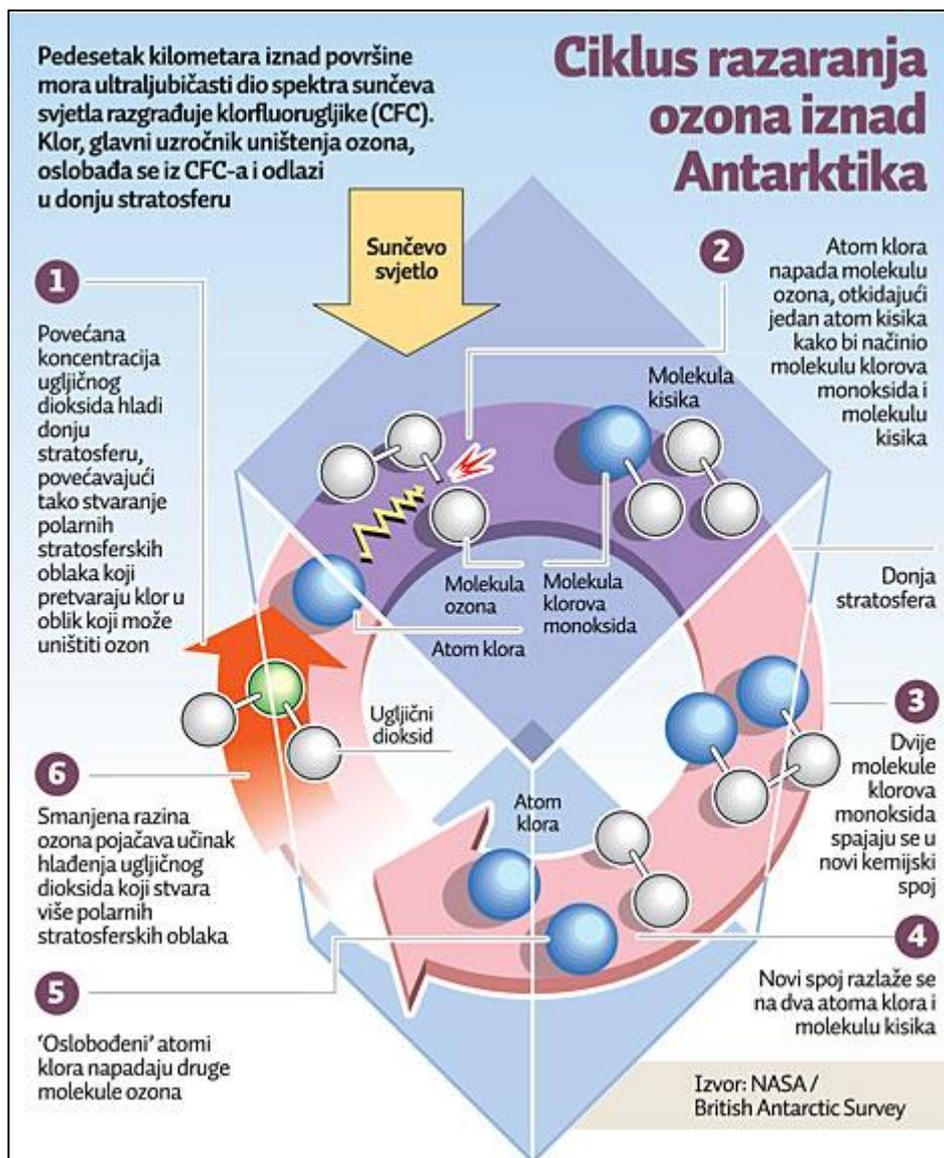 Ciklus razaranja
ozona iznad
Antarktika
Pedesetak kilometara iznad površine
mora ultraljubičasti dio spektra sunčeva
svjetla razgrađuje klorfluorugljike (CFC).
Klor, glavni uzročnik uništenja ozona,
oslobađa se iz CFC-a i odlazi
u donju stratosferu
Sunčevo
svjetlo
1
Povećana
koncentracija
ugljičnog
dioksida hladi
donju
stratosferu,
povećavajući
tako stvaranje
polarnih
stratosferskih
oblaka koji
pretvaraju klor u
oblik koji može
uništiti ozon
2
Atom klora
napada molekulu
ozona, otkidajući
jedan atom kisika
kako bi načinio
molekulu klorova
monoksida i
molekulu
kisika
Molekula
kisika
Molekula
ozona
Molekula
klorova
monoksida
Atom klora
Donja
stratosfera
Ugljični
dioksid
3
Dvije
molekule
klorova
monoksida
spajaju se u
novi kemijski
spoj
Atom
klora
4
Novi spoj razlaže se
na dva atoma klora i
molekulu kisika
5
'Oslobođeni' atomi
klora napadaju druge
molekule ozona
6
Smanjena razina
ozona pojačava učinak
hlađenja ugljičnog
dioksida koji stvara
više polarnih
stratosferskih oblaka
Izvor: NASA /
British Antarctic Survey